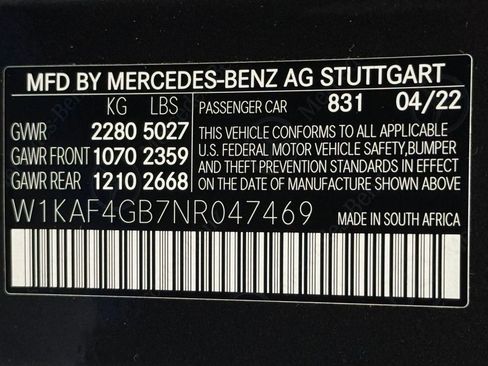 MFD BY MERCEDES-BENZ AG STUTTGART
KG LBS PASSENGER CAR 831 04/22
GVWR 2280 5027
GAWR FRONT 1070 2359
GAWR REAR 1210 2668
THIS VEHICLE CONFORMS TO ALL APPLICABLE
U.S. FEDERAL MOTOR VEHICLE SAFETY,BUMPER
AND THEFT PREVENTION STANDARDS IN EFFECT
ON THE DATE OF MANUFACTURE SHOWN ABOVE
W1KAF4GB7NR047469 MADE IN SOUTH AFRICA